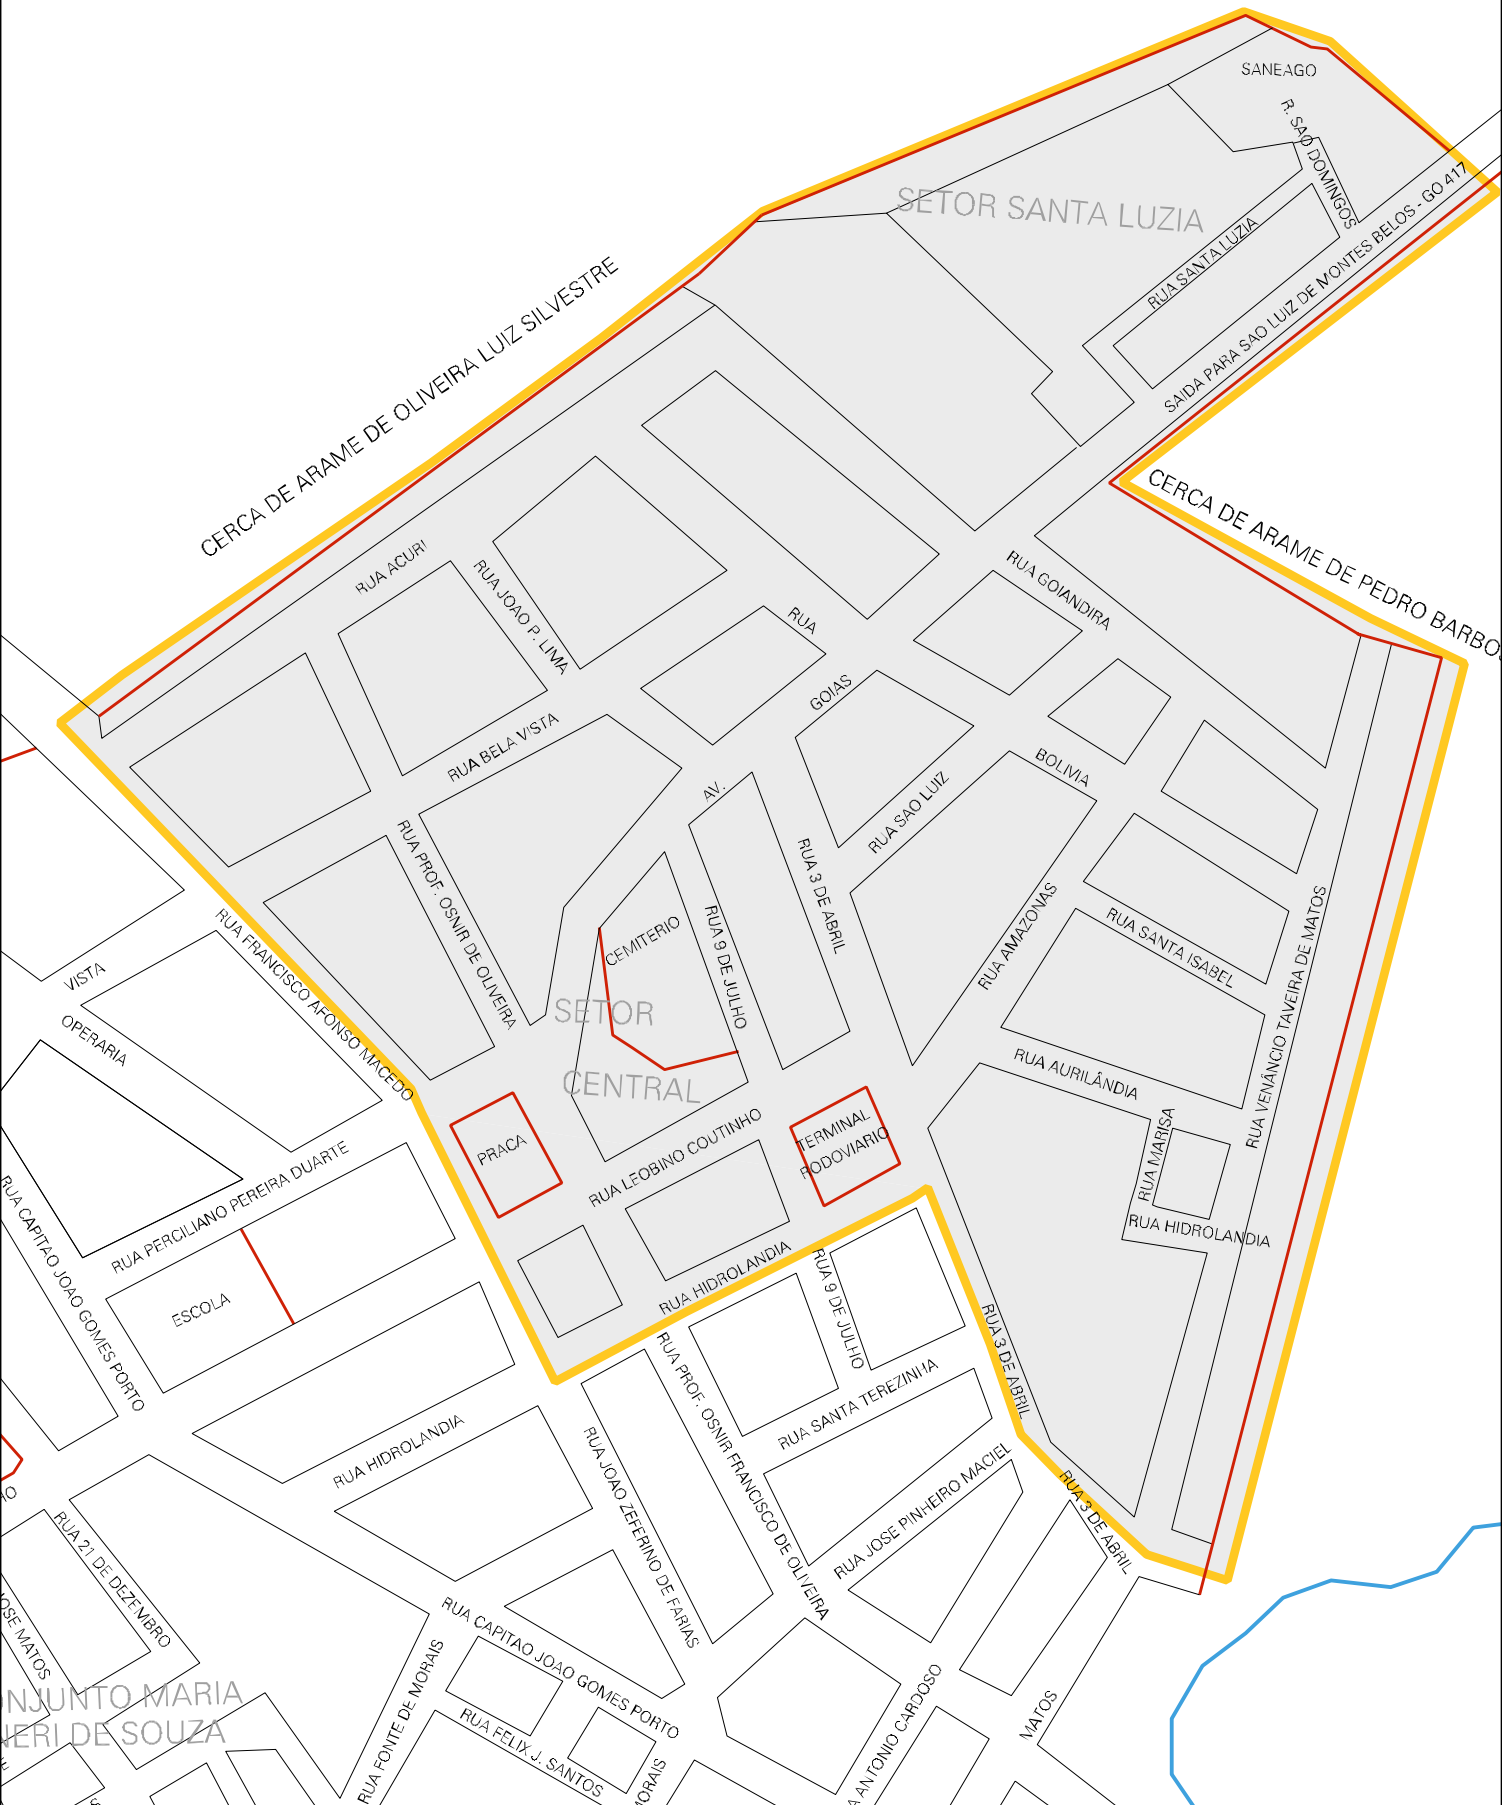 SANEAGO
R. SAO DOMINGOS
SETOR SANTA LUZIA
RUA SANTA LUZIA
SAIDA PARA SAO LUIZ DE MONTES BELOS - GO 417
CERCA DE ARAME DE OLIVEIRA LUIZ SILVESTRE
CERCA DE ARAME DE PEDRO BARBOS
RUA ACURI
RUA JOAO P. LIMA
RUA GOIANDIRA
RUA
GOIAS
RUA BELA VISTA
AV.
BOLIVIA
RUA SAO LUIZ
RUA PROF. OSNIR DE OLIVEIRA
RUA 3 DE ABRIL
RUA 9 DE JULHO
CEMITERIO
RUA AMAZONAS
RUA SANTA ISABEL
RUA VENÂNCIO TAVEIRA DE MATOS
RUA FRANCISCO AFONSO MACEDO
VISTA
OPERARIA
SETOR
CENTRAL
RUA AURILÂNDIA
RUA MARISA
RUA HIDROLANDIA
PRACA
RUA LEOBINO COUTINHO
TERMINAL
RODOVIARIO
RUA PERCILIANO PEREIRA DUARTE
RUA CAPITAO JOAO GOMES PORTO
ESCOLA
RUA HIDROLANDIA
RUA 9 DE JULHO
RUA 3 DE ABRIL
RUA PROF. OSNIR FRANCISCO DE OLIVEIRA
RUA SANTA TEREZINHA
RUA HIDROLANDIA
RUA JOAO ZEFERINO DE FARIAS
RUA JOSE PINHEIRO MACIEL
RUA 3 DE ABRIL
HO
RUA 21 DE DEZEMBRO
OSE MATOS
RUA CAPITAO JOAO GOMES PORTO
RUA FONTE DE MORAIS
RUA FELIX J. SANTOS
MORAIS
A ANTONIO CARDOSO
MATOS
ONJUNTO MARIA
NERI DE SOUZA